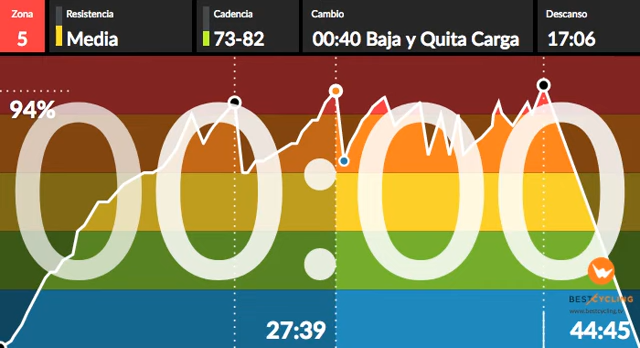 Zona
5
Resistencia
Media
Cadencia
73-82
Cambio
00:40 Baja y Quita Carga
Descanso
17:06
94%
00:00
BESTCYCLING
www.bestcycling.tv
27:39
44:45